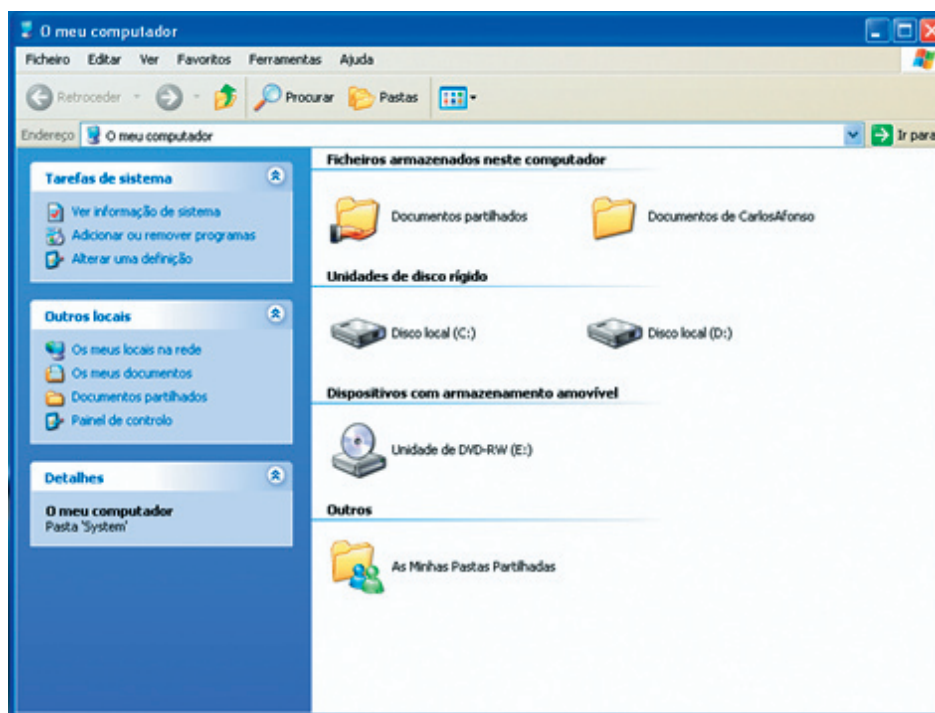 O meu computador
Ficheiro Editar Ver Favoritos Ferramentas Ajuda
Retroceder Procurar Pastas
Endereço O meu computador Ir para
Tarefas de sistema
Ver informação de sistema
Adicionar ou remover programas
Alterar uma definição
Outros locais
Os meus locais na rede
Os meus documentos
Documentos partilhados
Painel de controlo
Detalhes
O meu computador
Pasta 'System'
Ficheiros armazenados neste computador
Documentos partilhados Documentos de CarlosAfonso
Unidades de disco rígido
Disco local (C:) Disco local (D:)
Dispositivos com armazenamento amovível
Unidade de DVD-RW (E:)
Outros
As Minhas Pastas Partilhadas